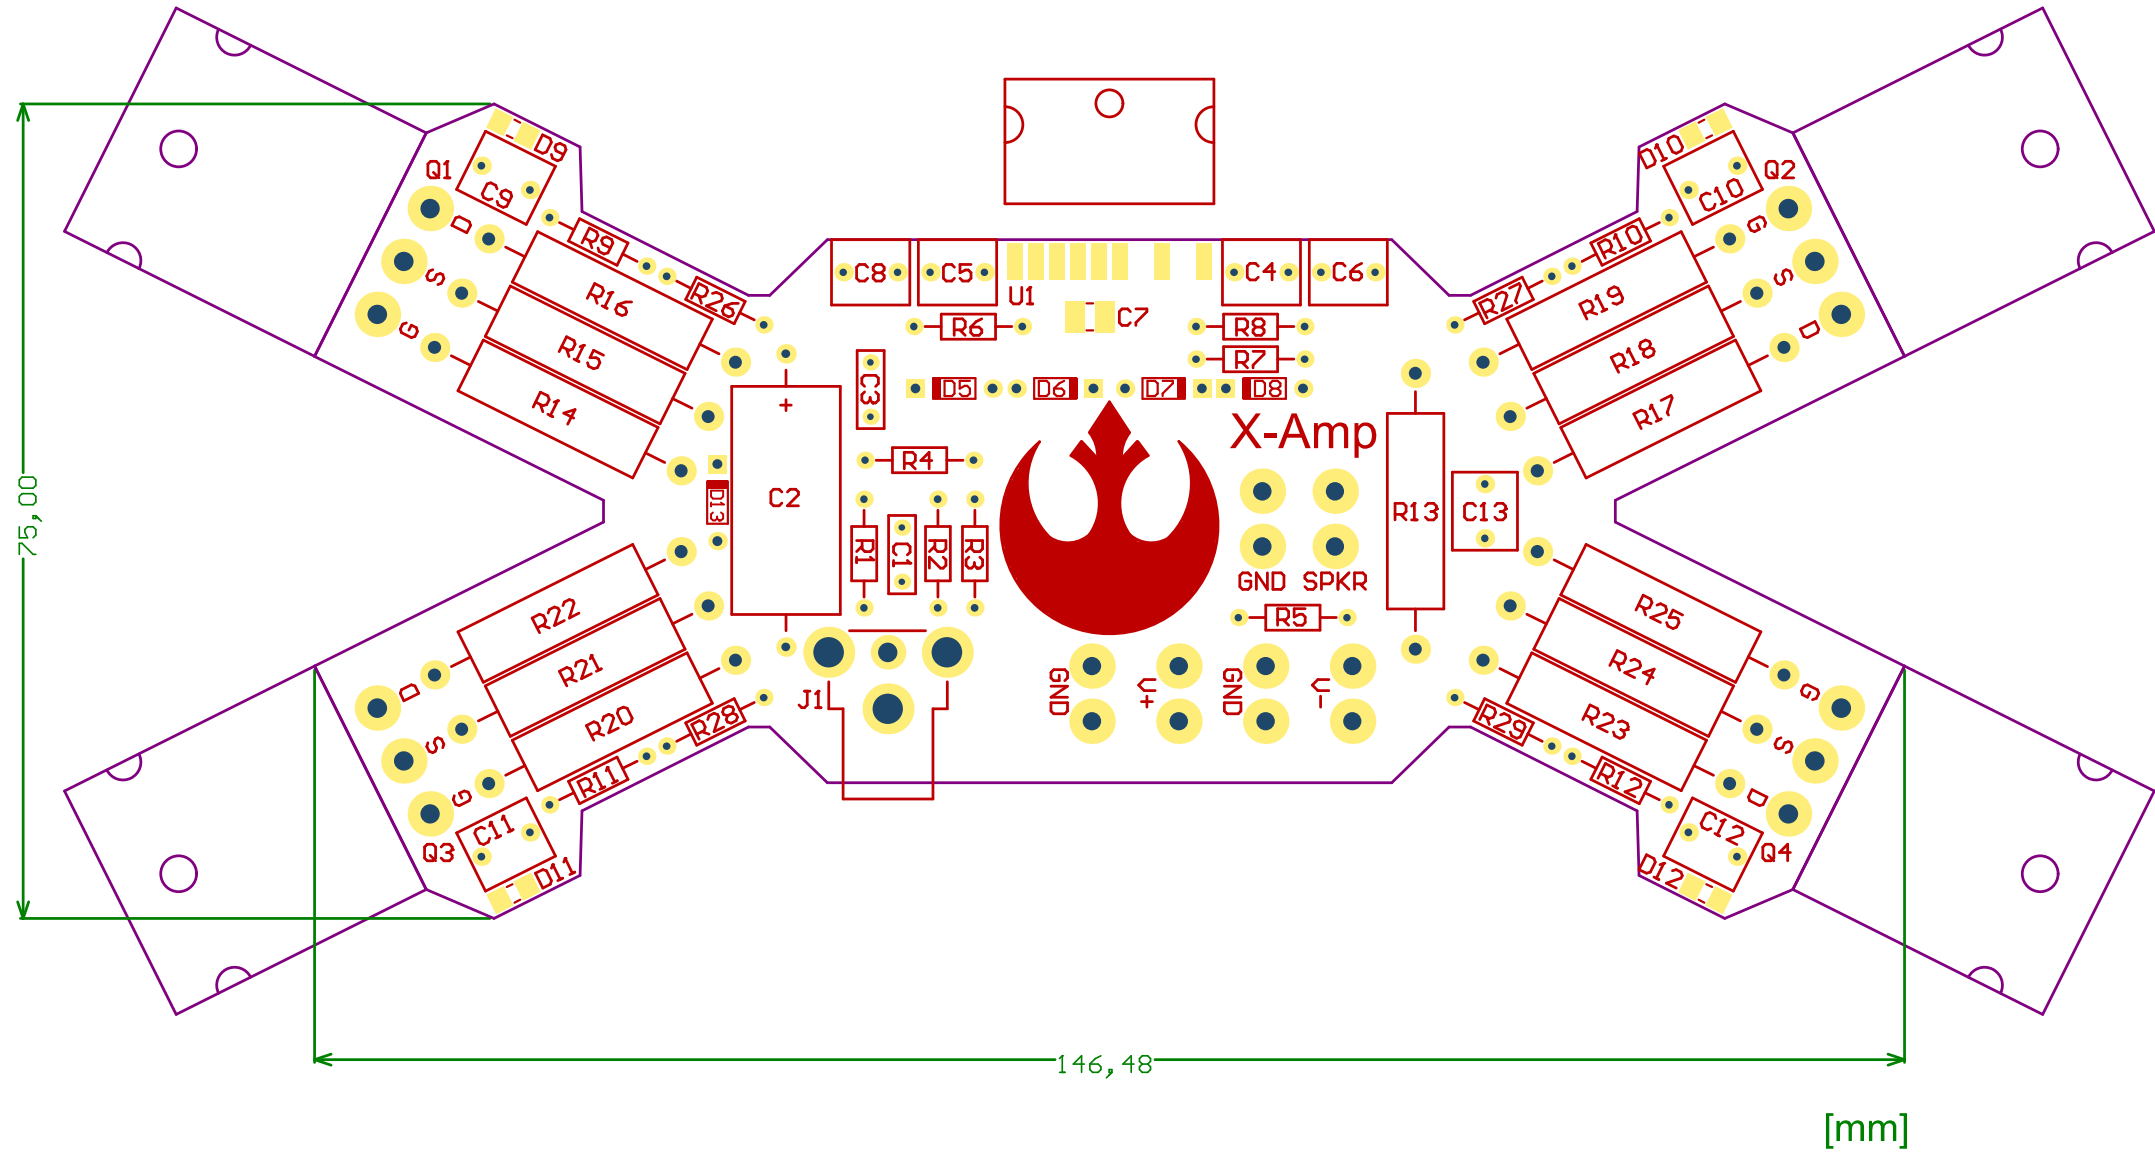 D9
D10
Q1
Q2
C9
C10
D
G
R9
R10
C8
C5
C4
C6
S
S
U1
R26
R27
R16
R19
C7
G
D
R6
R8
R15
R18
R7
C3
D5
D6
D7
D8
R14
R17
+
X-Amp
R4
C2
D13
R13
C13
75,00
R1
C1
R2
R3
GND
SPKR
R22
R5
R25
R21
R24
D
GND
V+
GND
V-
G
J1
R20
R28
R29
R23
S
S
R11
R12
G
D
C11
C12
Q3
Q4
D11
D12
146,48
[mm]